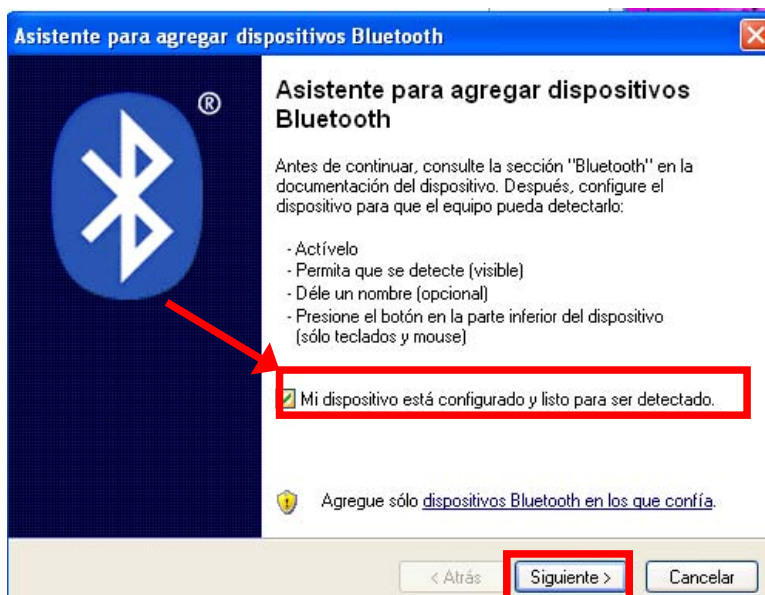 Asistente para agregar dispositivos Bluetooth
®
Asistente para agregar dispositivos
Bluetooth
Antes de continuar, consulte la sección "Bluetooth" en la
documentación del dispositivo. Después, configure el
dispositivo para que el equipo pueda detectarlo:
- Actívelo
- Permita que se detecte (visible)
- Déle un nombre (opcional)
- Presione el botón en la parte inferior del dispositivo
(sólo teclados y mouse)
Mi dispositivo está configurado y listo para ser detectado.
Agregue sólo dispositivos Bluetooth en los que confía.
< Atrás Siguiente > Cancelar